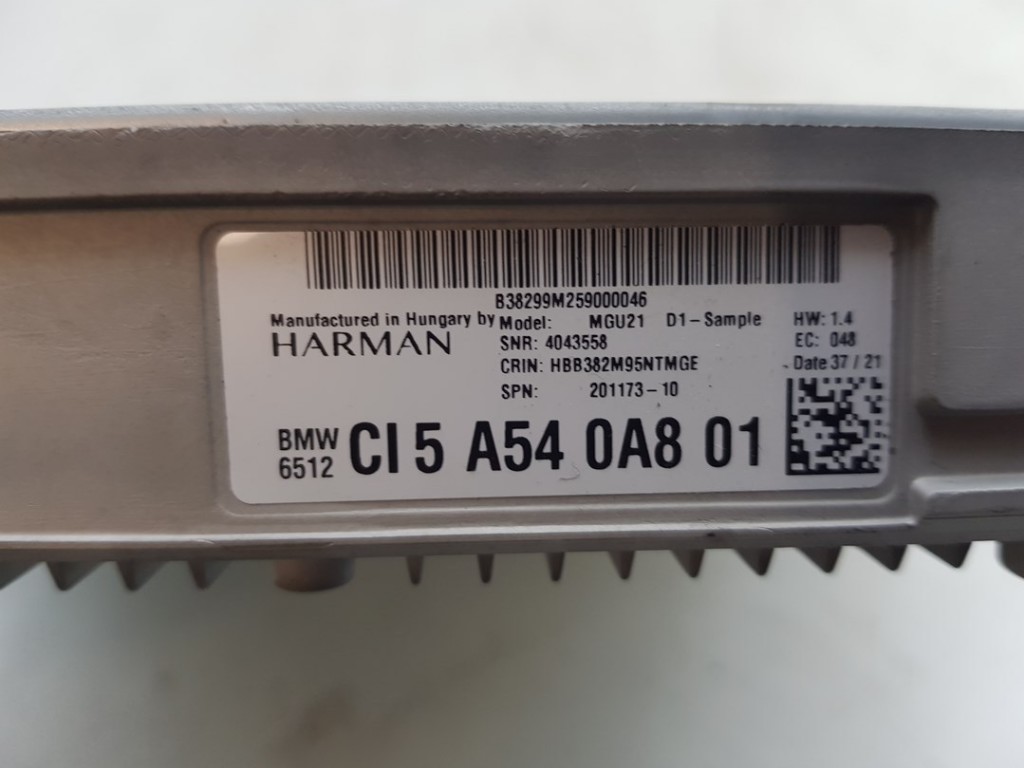 B38299M259000046
Manufactured in Hungary by Model: MGU21 D1-Sample HW: 1.4
HARMAN SNR: 4043558 EC: 048
CRIN: HBB382M95NTMGE Date 37 / 21
SPN: 201173-10
BMW
6512 CI 5 A54 0A8 01